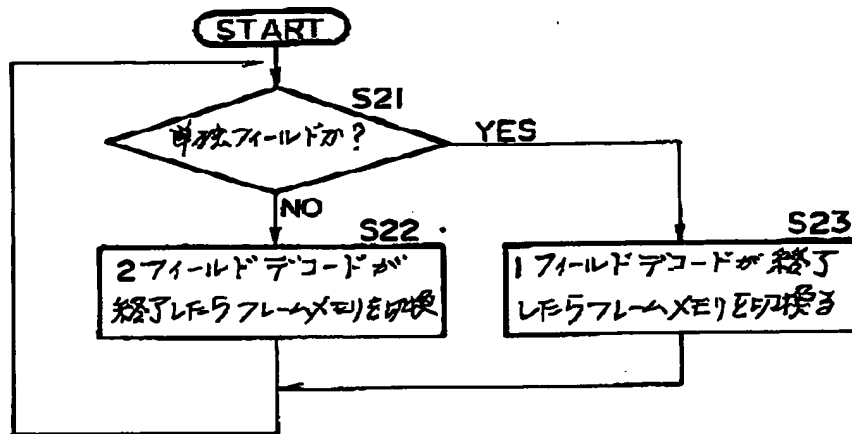 START
S21
単独フィールドか?
YES
NO
S22
2フィールドデコードが
終了したらフレームメモリを切換
S23
1フィールドデコードが終了
したらフレームメモリを切換る